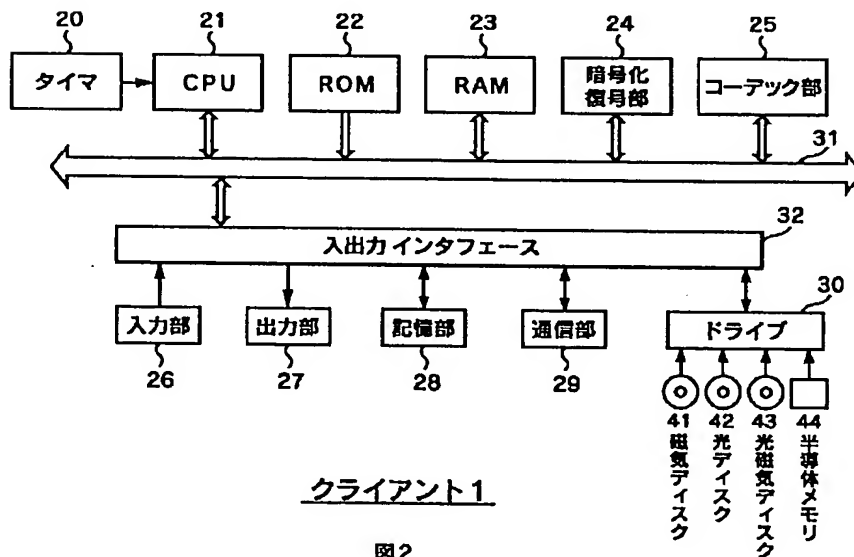 20 21 22 23 24 25
タイマ CPU ROM RAM 暗号化 復号部 コーデック部
31
32
入出力インタフェース
30
入力部 出力部 記憶部 通信部 ドライブ
26 27 28 29
41 42 43 44
磁気ディスク 光ディスク 光磁気ディスク 半導体メモリ
クライアント1
図2